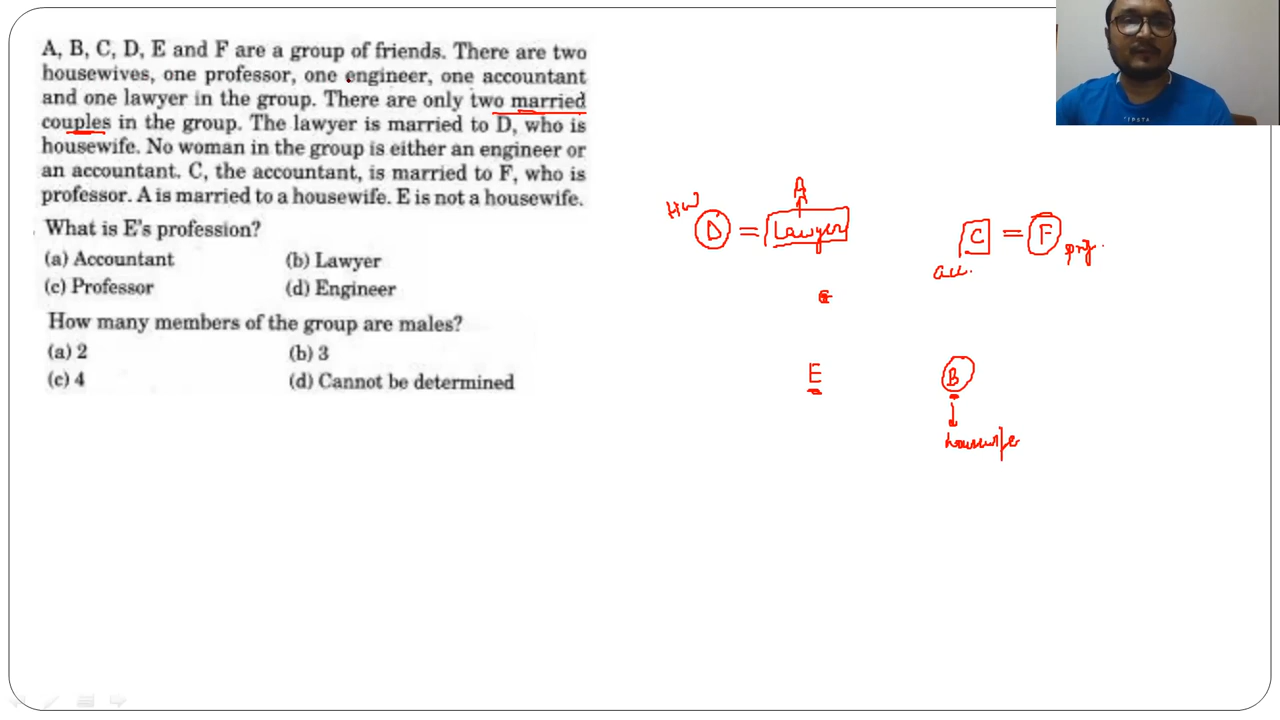 A, B, C, D, E and F are a group of friends. There are two
housewives, one professor, one engineer, one accountant
and one lawyer in the group. There are only two married
couples in the group. The lawyer is married to D, who is
housewife. No woman in the group is either an engineer or
an accountant. C, the accountant, is married to F, who is
professor. A is married to a housewife. E is not a housewife.
What is E's profession?
(a) Accountant (b) Lawyer
(c) Professor (d) Engineer
How many members of the group are males?
(a) 2 (b) 3
(c) 4 (d) Cannot be determined
A
HW D = Lawyer
C = F prof.
acc.
E B
housewife